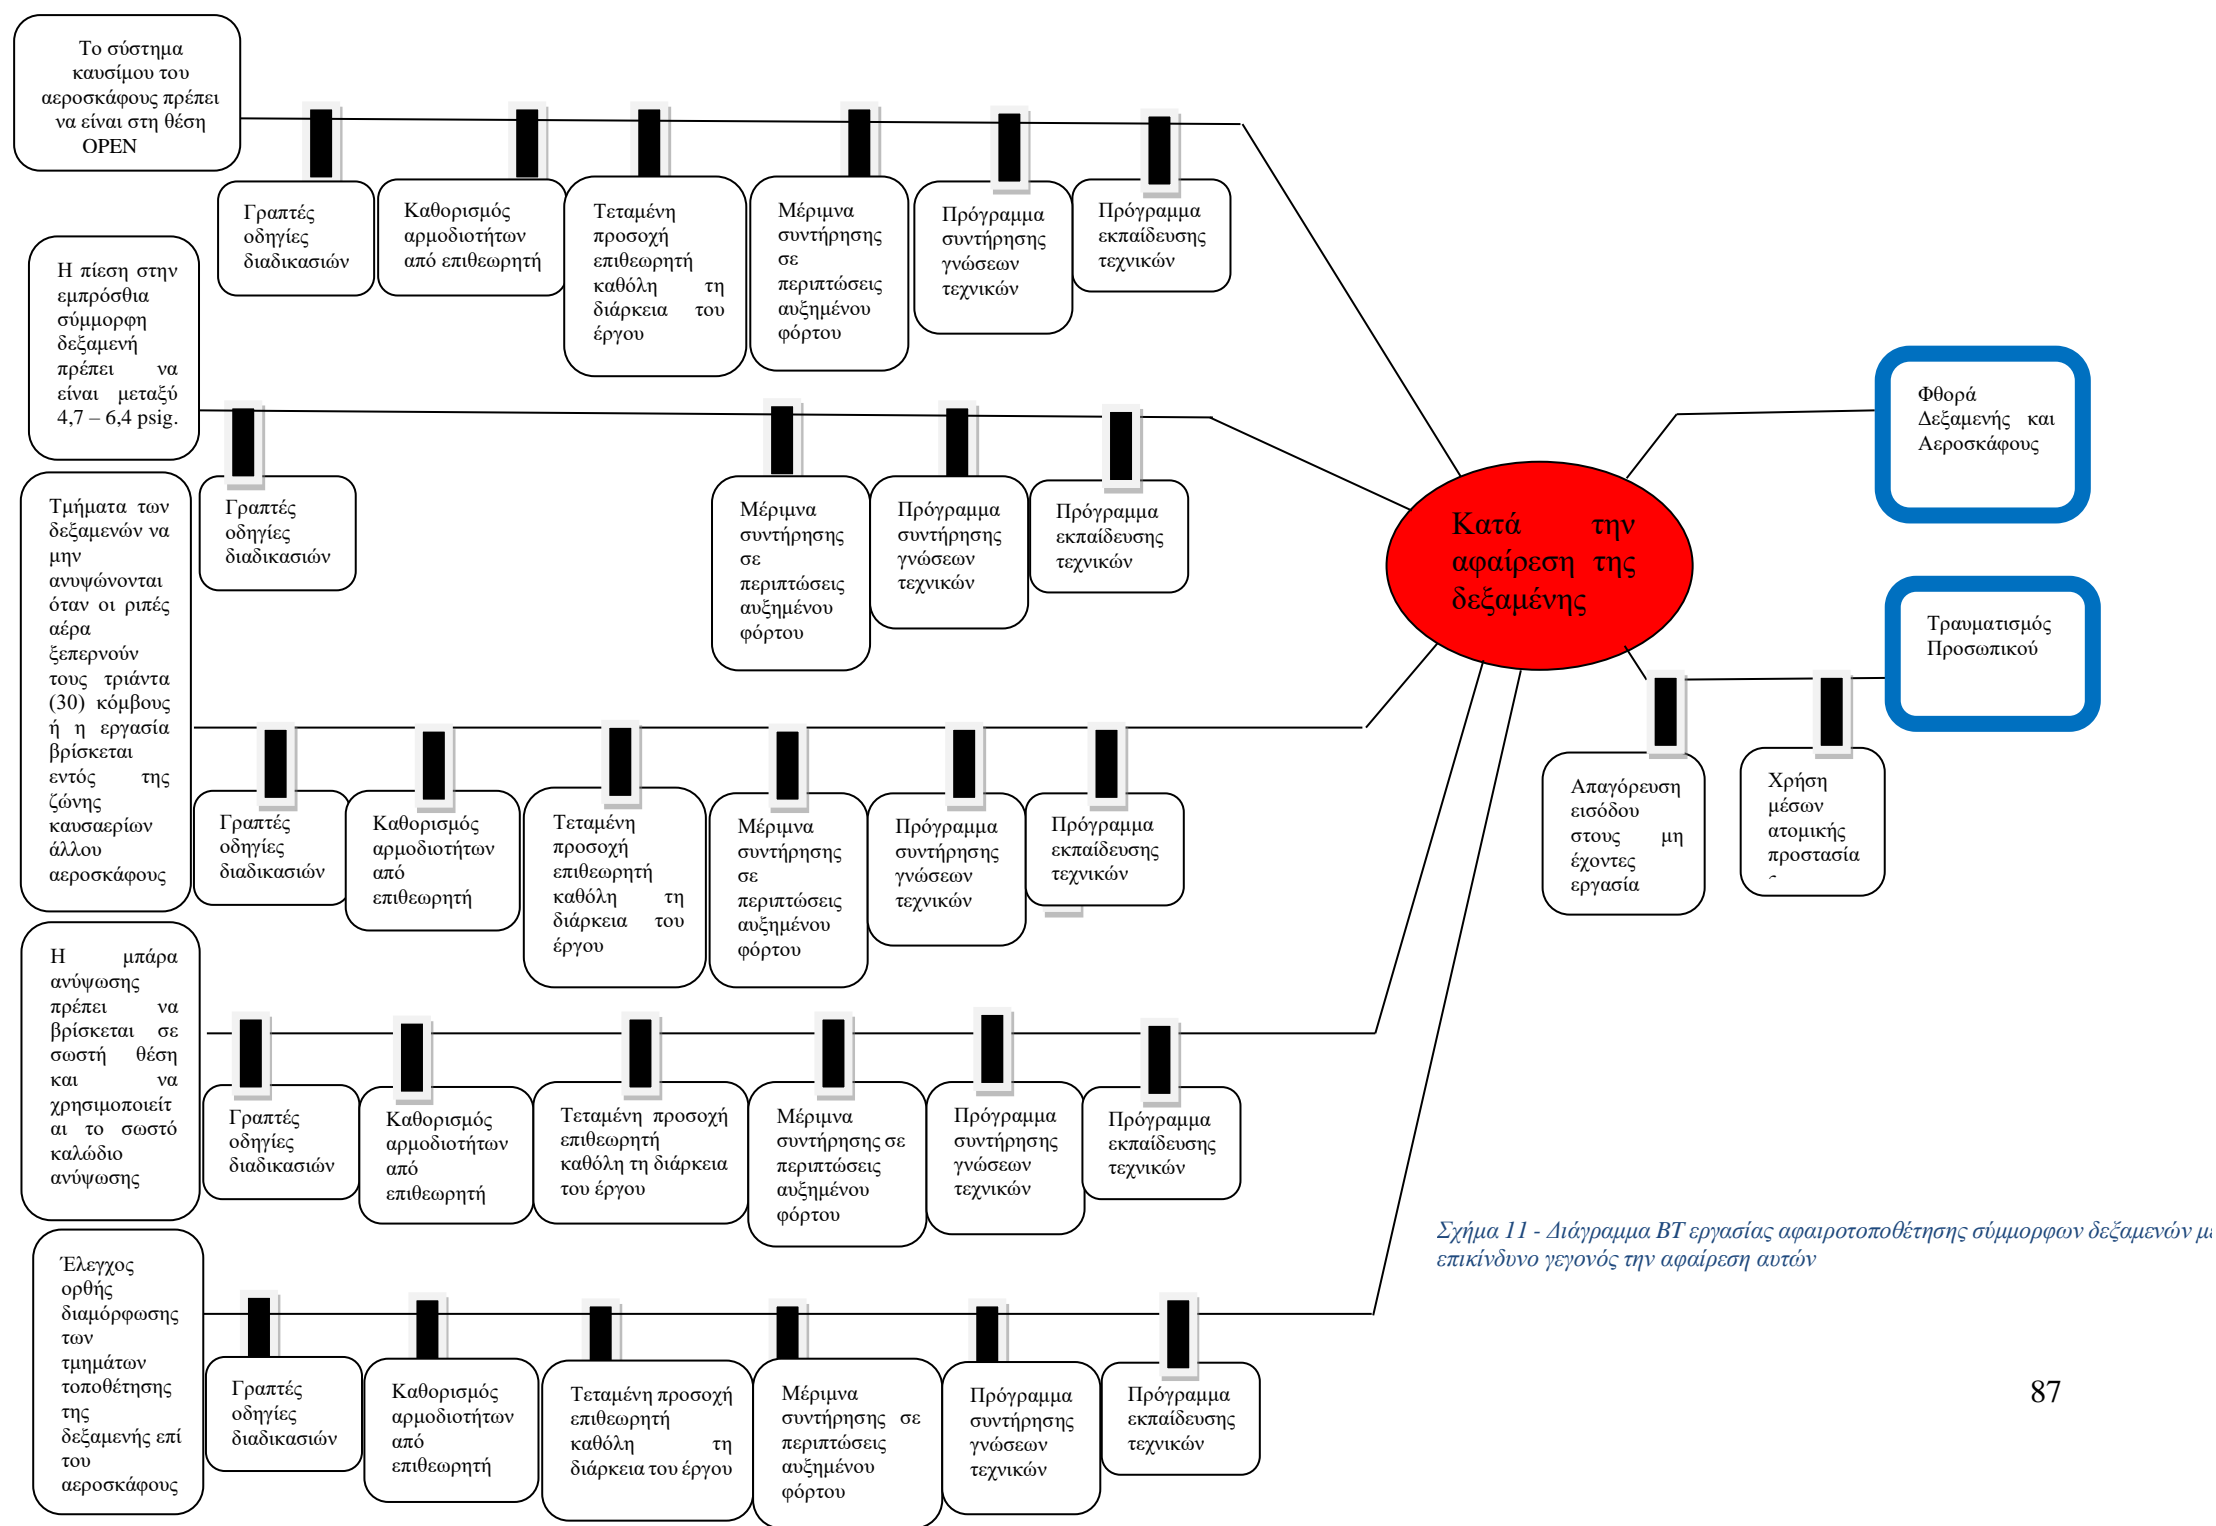 Το σύστημα
καυσίμου του
αεροσκάφους πρέπει
να είναι στη θέση
OPEN
Γραπτές
οδηγίες
διαδικασιών
Καθορισμός
αρμοδιοτήτων
από επιθεωρητή
Τεταμένη
προσοχή
επιθεωρητή
καθόλη τη
διάρκεια του
έργου
Μέριμνα
συντήρησης
σε
περιπτώσεις
αυξημένου
φόρτου
Πρόγραμμα
συντήρησης
γνώσεων
τεχνικών
Πρόγραμμα
εκπαίδευσης
τεχνικών
Η πίεση στην
εμπρόσθια
σύμμορφη
δεξαμενή
πρέπει να
είναι μεταξύ
4,7 – 6,4 psig.
Γραπτές
οδηγίες
διαδικασιών
Μέριμνα
συντήρησης
σε
περιπτώσεις
αυξημένου
φόρτου
Πρόγραμμα
συντήρησης
γνώσεων
τεχνικών
Πρόγραμμα
εκπαίδευσης
τεχνικών
Τμήματα των
δεξαμενών να
μην
ανυψώνονται
όταν οι ριπές
αέρα
ξεπερνούν
τους τριάντα
(30) κόμβους
ή η εργασία
βρίσκεται
εντός της
ζώνης
καυσαερίων
άλλου
αεροσκάφους
Γραπτές
οδηγίες
διαδικασιών
Καθορισμός
αρμοδιοτήτων
από
επιθεωρητή
Τεταμένη
προσοχή
επιθεωρητή
καθόλη τη
διάρκεια του
έργου
Μέριμνα
συντήρησης
σε
περιπτώσεις
αυξημένου
φόρτου
Πρόγραμμα
συντήρησης
γνώσεων
τεχνικών
Πρόγραμμα
εκπαίδευσης
τεχνικών
Η μπάρα
ανύψωσης
πρέπει να
βρίσκεται σε
σωστή θέση
και να
χρησιμοποιείτ
αι το σωστό
καλώδιο
ανύψωσης
Γραπτές
οδηγίες
διαδικασιών
Καθορισμός
αρμοδιοτήτων
από
επιθεωρητή
Τεταμένη προσοχή
επιθεωρητή
καθόλη τη διάρκεια
του έργου
Μέριμνα
συντήρησης σε
περιπτώσεις
αυξημένου
φόρτου
Πρόγραμμα
συντήρησης
γνώσεων
τεχνικών
Πρόγραμμα
εκπαίδευσης
τεχνικών
Έλεγχος
ορθής
διαμόρφωσης
των
τμημάτων
τοποθέτησης
της
δεξαμενής επί
του
αεροσκάφους
Γραπτές
οδηγίες
διαδικασιών
Καθορισμός
αρμοδιοτήτων
από
επιθεωρητή
Τεταμένη προσοχή
επιθεωρητή
καθόλη τη
διάρκεια του έργου
Μέριμνα
συντήρησης σε
περιπτώσεις
αυξημένου
φόρτου
Πρόγραμμα
συντήρησης
γνώσεων
τεχνικών
Πρόγραμμα
εκπαίδευσης
τεχνικών
Κατά την
αφαίρεση της
δεξαμένης
Φθορά
Δεξαμενής και
Αεροσκάφους
Τραυματισμός
Προσωπικού
Απαγόρευση
εισόδου
στους μη
έχοντες
εργασία
Χρήση
μέσων
ατομικής
προστασία
Σχήμα 11 - Διάγραμμα ΒΤ εργασίας αφαιροτοποθέτησης σύμμορφων δεξαμενών με
επικίνδυνο γεγονός την αφαίρεση αυτών
87